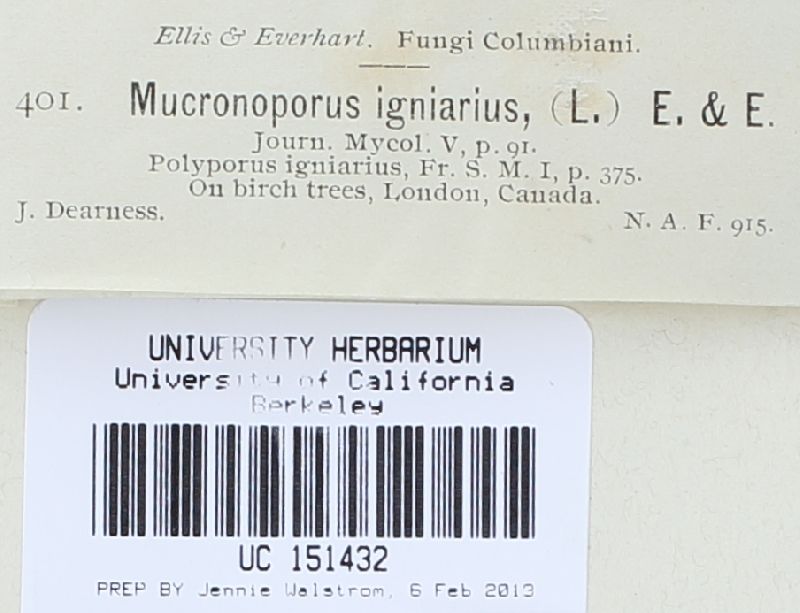 Ellis & Everhart. Fungi Columbiani.
401. Mucronoporus igniarius, (L.) E. & E.
Journ. Mycol. V, p. 91.
Polyporus igniarius, Fr. S. M. I, p. 375.
On birch trees, London, Canada.
J. Dearness. N. A. F. 915.
UNIVERSITY HERBARIUM
University of California
Berkeley
UC 151432
PREP BY Jennie Walstrom, 6 Feb 2013